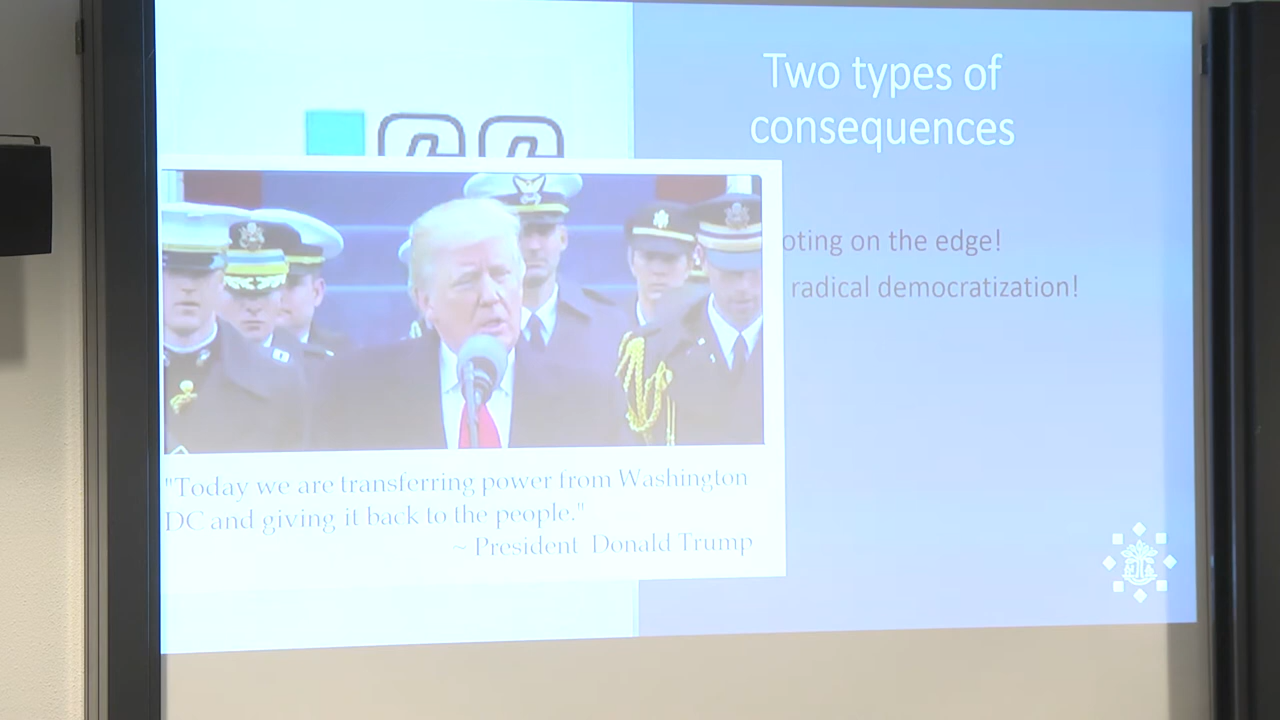 Two types of
consequences
oting on the edge!
radical democratization!
"Today we are transferring power from Washington
DC and giving it back to the people."
~ President Donald Trump